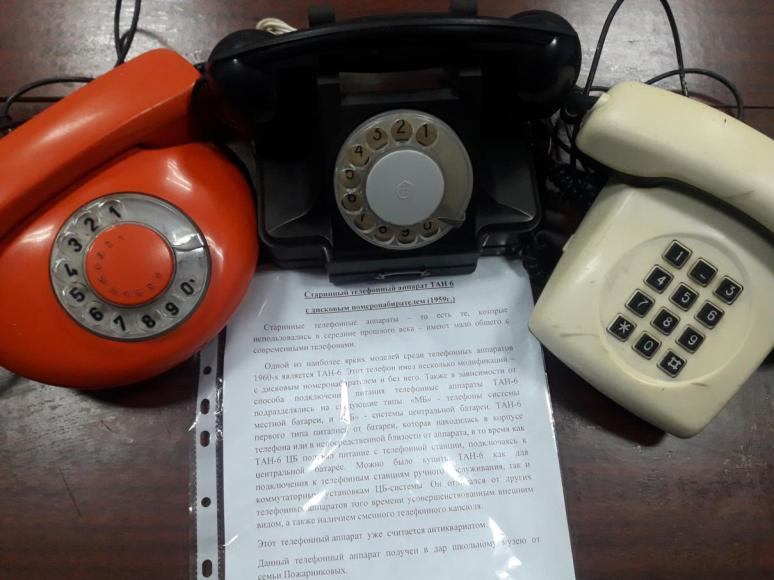 1
2
3
4
5
6
7
8
9
0
1
2
3
4
5
6
1 - 3
4 5 6
7 8 9
* 0 #
Старинный телефонный аппарат ТАН 6
с дисковым номеронабирателем (1959г.)
Старинные телефонные аппараты – то есть те, которые
использовались в середине прошлого века – имеют мало общего с
современными телефонами.
Одной из наиболее ярких моделей среди телефонных аппаратов
1960-х является ТАН-6. Этот телефон имел несколько модификаций –
с дисковым номеронабирателем и без него. Также в зависимости от
способа подключения питания телефонные аппараты ТАН-6
подразделялись на следующие типы: «МБ» - телефоны системы
местной батареи, и - системы центральной батареи. ТАН-6
первого типа питались от батареи, которая находилась в корпусе
телефона или в непосредственной близости от аппарата, в то время как
ТАН-6 ЦБ питание с телефонной станции, подключаясь к
центральной батарее. Можно было купить ТАН-6 как для
подключения к телефонным станциям ручного обслуживания, так и
коммутаторным установкам ЦБ-системы. Он от других
телефонных аппаратов того времени усовершенствованным внешним
видом, а также наличием сменного телефонного капсюля.
Этот телефонный аппарат уже считается антиквариатом.
Данный телефонный аппарат получен в дар школьному музею от
семьи Пожарниковых.